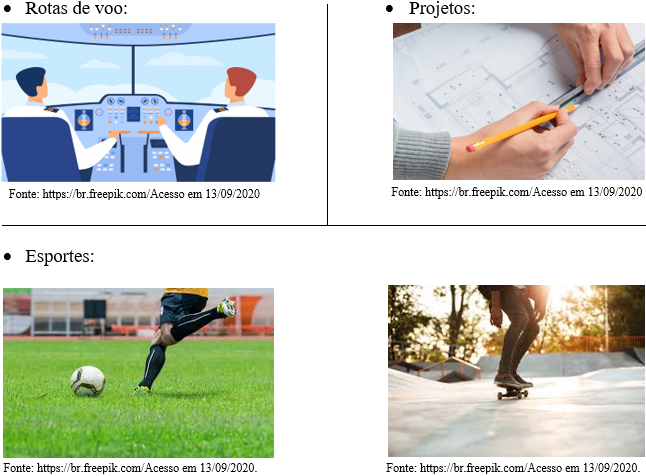 • Rotas de voo:
Fonte: https://br.freepik.com/Acesso em 13/09/2020
• Projetos:
Fonte: https://br.freepik.com/Acesso em 13/09/2020
• Esportes:
Fonte: https://br.freepik.com/Acesso em 13/09/2020.
Fonte: https://br.freepik.com/Acesso em 13/09/2020.